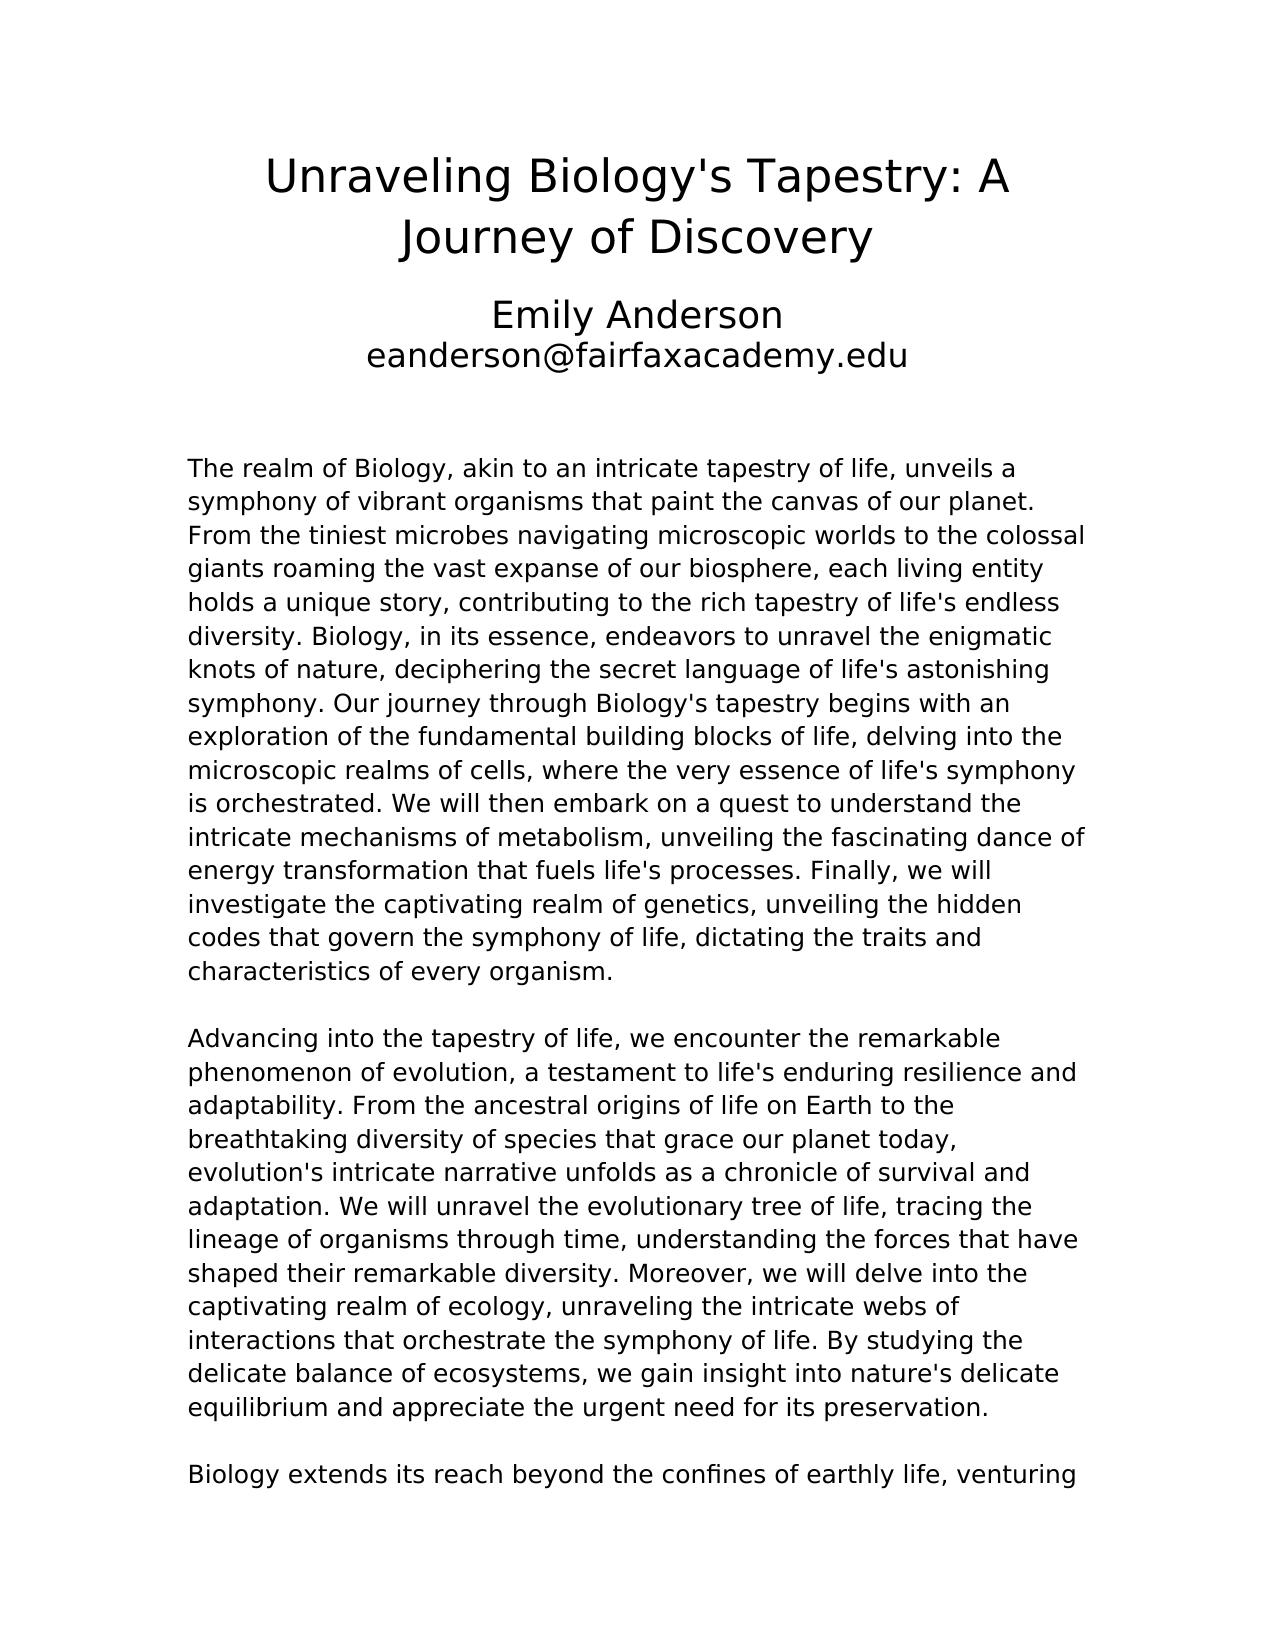 Unraveling Biology's Tapestry: A
Journey of Discovery
Emily Anderson
eanderson@fairfaxacademy.edu
The realm of Biology, akin to an intricate tapestry of life, unveils a
symphony of vibrant organisms that paint the canvas of our planet.
From the tiniest microbes navigating microscopic worlds to the colossal
giants roaming the vast expanse of our biosphere, each living entity
holds a unique story, contributing to the rich tapestry of life's endless
diversity. Biology, in its essence, endeavors to unravel the enigmatic
knots of nature, deciphering the secret language of life's astonishing
symphony. Our journey through Biology's tapestry begins with an
exploration of the fundamental building blocks of life, delving into the
microscopic realms of cells, where the very essence of life's symphony
is orchestrated. We will then embark on a quest to understand the
intricate mechanisms of metabolism, unveiling the fascinating dance of
energy transformation that fuels life's processes. Finally, we will
investigate the captivating realm of genetics, unveiling the hidden
codes that govern the symphony of life, dictating the traits and
characteristics of every organism.
Advancing into the tapestry of life, we encounter the remarkable
phenomenon of evolution, a testament to life's enduring resilience and
adaptability. From the ancestral origins of life on Earth to the
breathtaking diversity of species that grace our planet today,
evolution's intricate narrative unfolds as a chronicle of survival and
adaptation. We will unravel the evolutionary tree of life, tracing the
lineage of organisms through time, understanding the forces that have
shaped their remarkable diversity. Moreover, we will delve into the
captivating realm of ecology, unraveling the intricate webs of
interactions that orchestrate the symphony of life. By studying the
delicate balance of ecosystems, we gain insight into nature's delicate
equilibrium and appreciate the urgent need for its preservation.
Biology extends its reach beyond the confines of earthly life, venturing